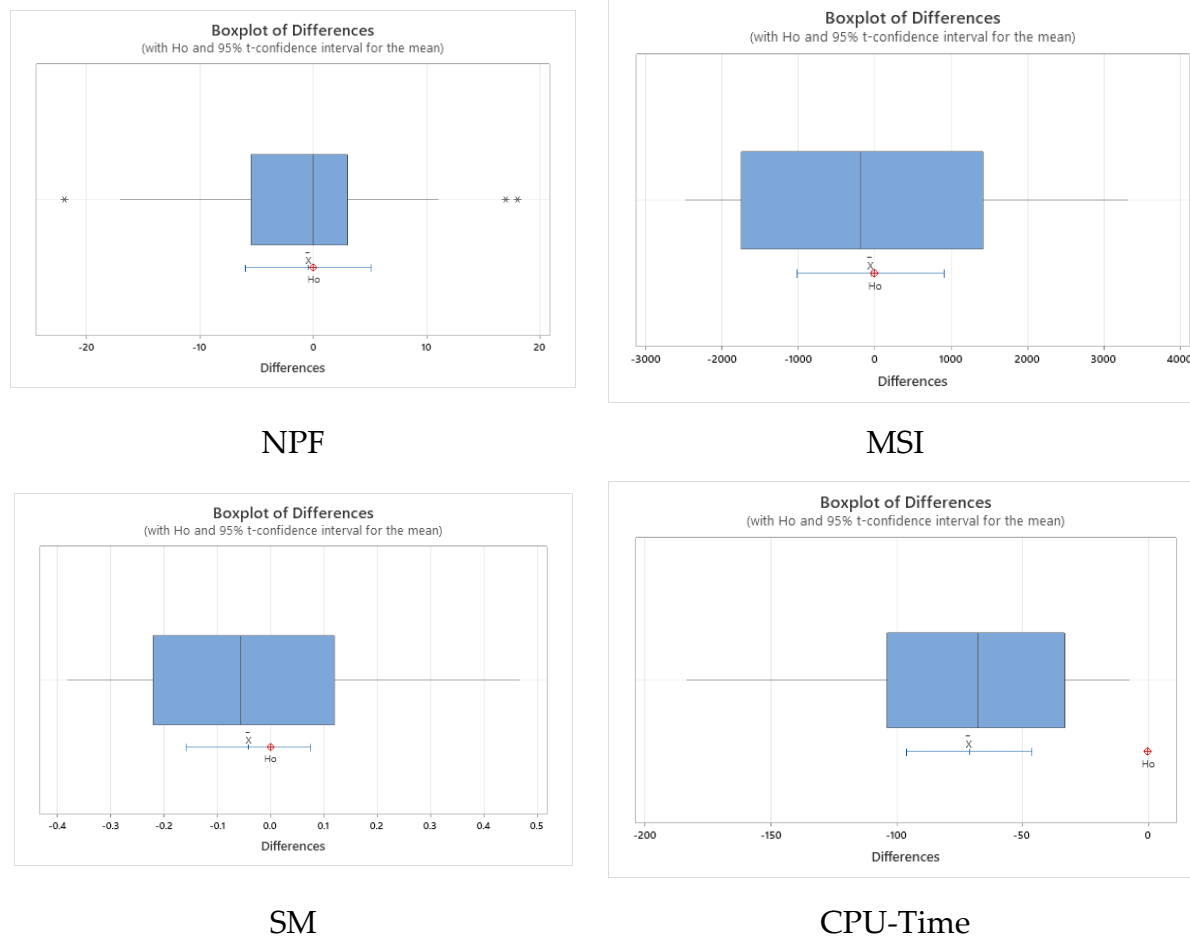 Boxplot of Differences
(with Ho and 95% t-confidence interval for the mean)
X
Ho
-20 -10 0 10 20
Differences
NPF
Boxplot of Differences
(with Ho and 95% t-confidence interval for the mean)
X
Ho
-3000 -2000 -1000 0 1000 2000 3000 4000
Differences
MSI
Boxplot of Differences
(with Ho and 95% t-confidence interval for the mean)
X
Ho
-0.4 -0.3 -0.2 -0.1 0.0 0.1 0.2 0.3 0.4 0.5
Differences
SM
Boxplot of Differences
(with Ho and 95% t-confidence interval for the mean)
X
Ho
-200 -150 -100 -50 0
Differences
CPU-Time